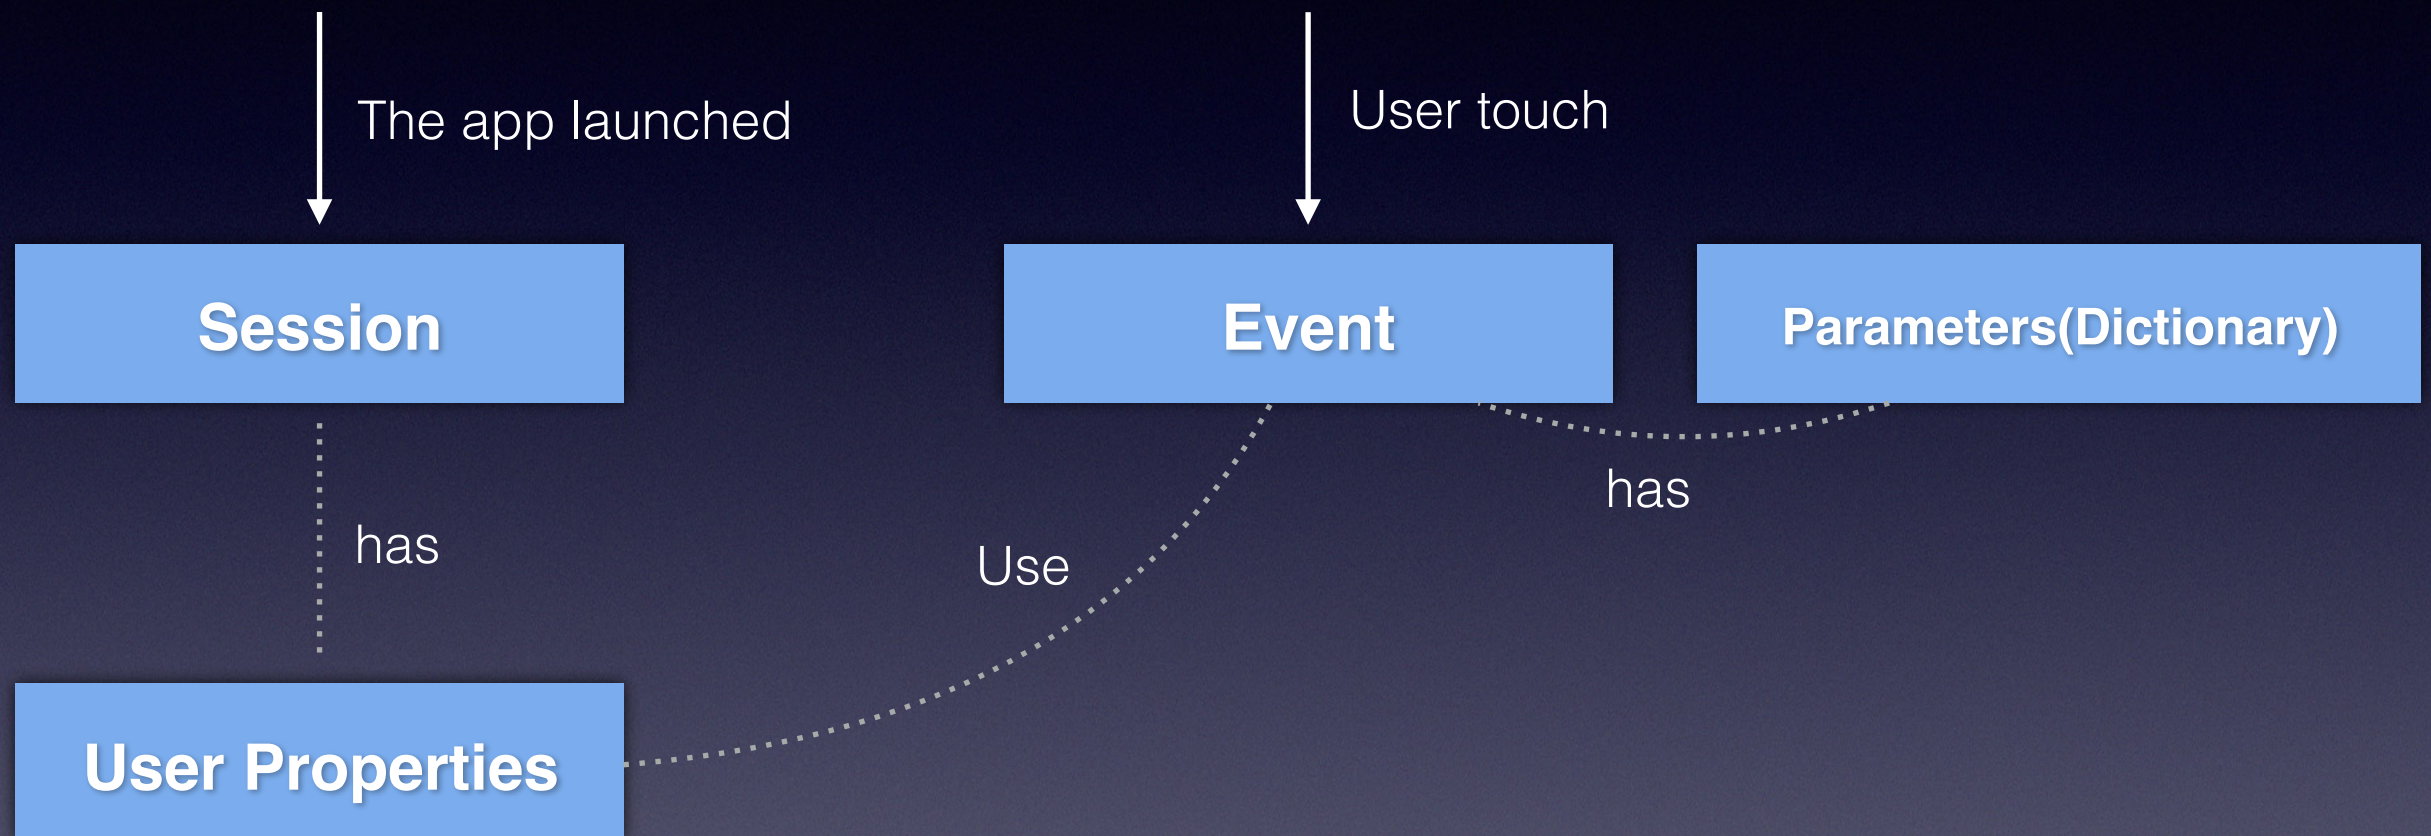 The app launched
User touch
Session
Event
Parameters(Dictionary)
has
has
Use
User Properties